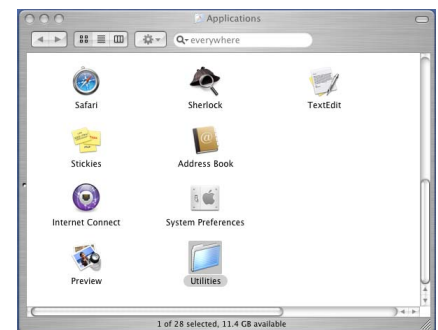 Applications
everywhere
Safari
Sherlock
TextEdit
Stickies
Address Book
Internet Connect
System Preferences
Preview
Utilities
1 of 28 selected, 11.4 GB available